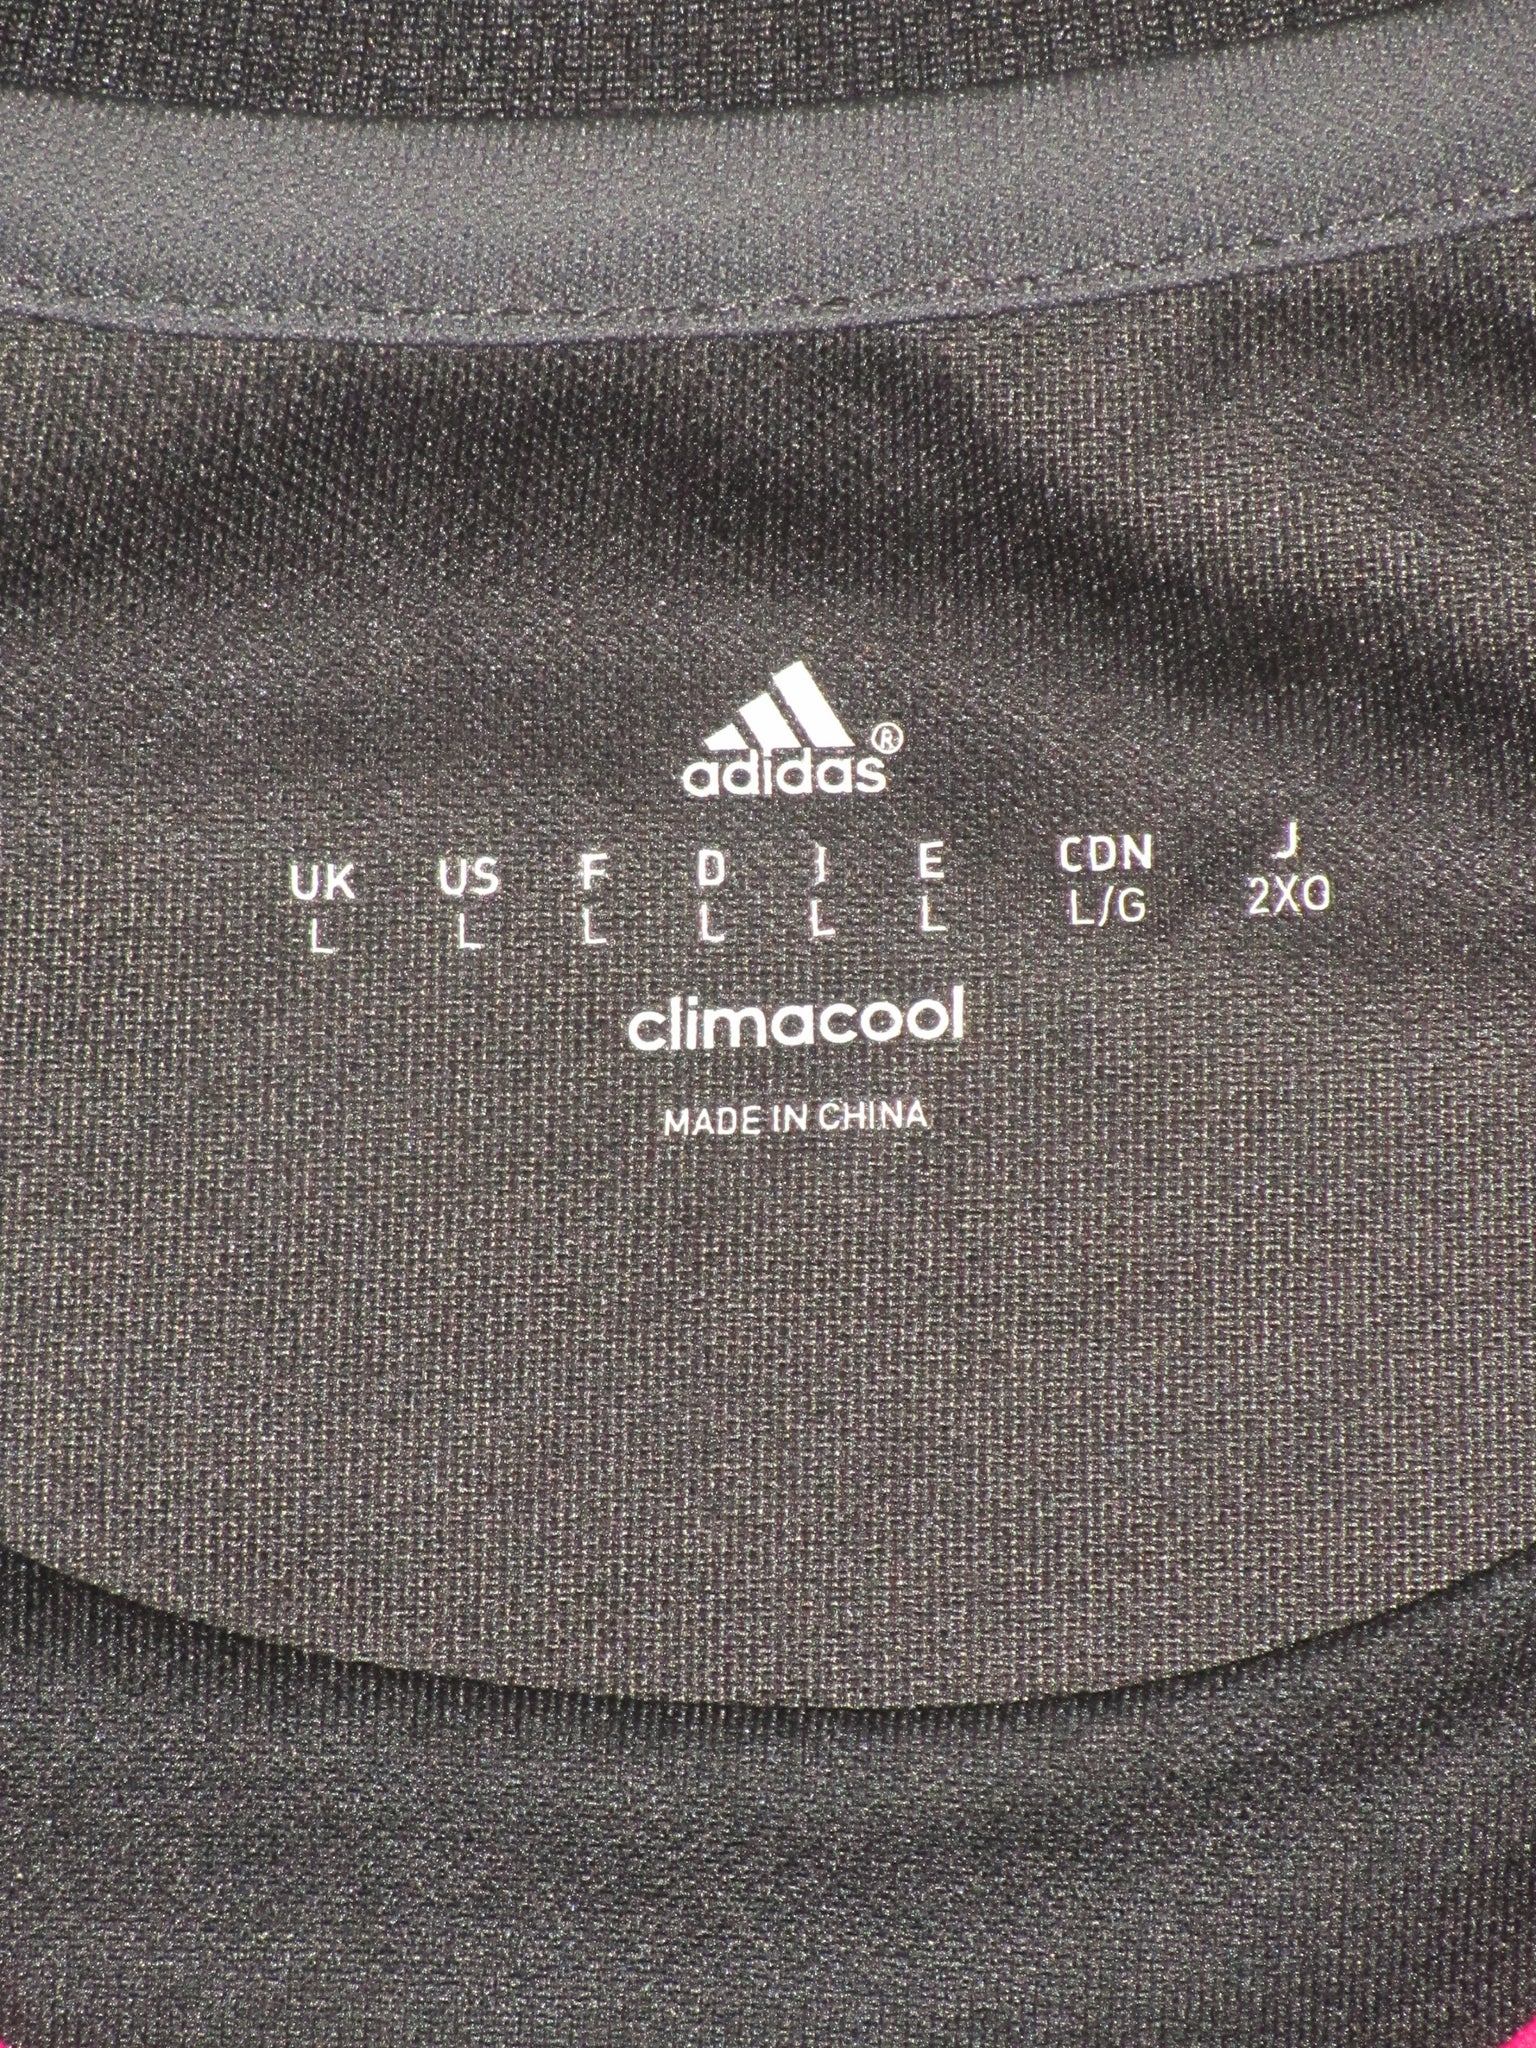 adidas®
UK US F D I E CDN J
L L L L L L L/G 2XO
climacool
MADE IN CHINA